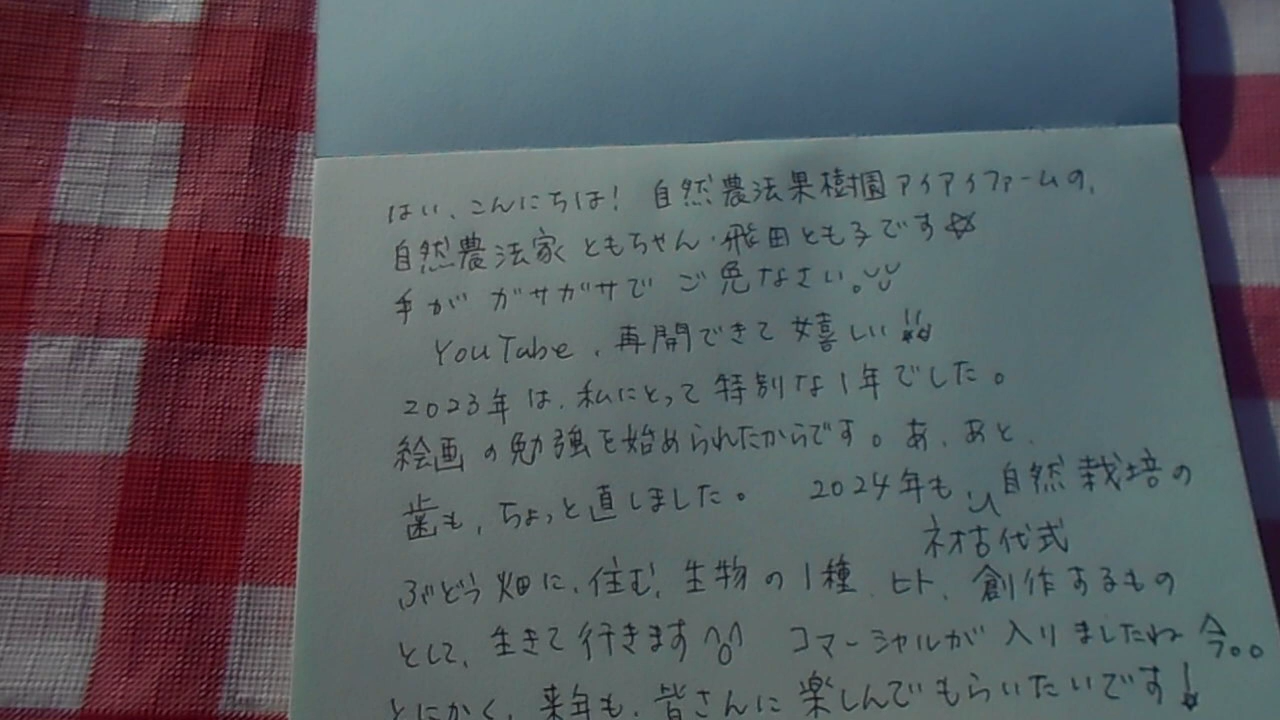 はい、こんにちは! 自然農法果樹園アイアイファームの、
自然農法家ともちゃん・飛田とも子です☆
手がガサガサでご免なさい。
YouTube、再開できて嬉しい!!
2023年は、私にとって特別な1年でした。
絵画の勉強を始められたからです。あ、あと、
歯も、ちょっと直しました。 2024年も、自然栽培の
ネオ古代式
ぶどう畑に、住む、生物の1種、ヒト、創作するもの
として、生きて行きます コマーシャルが入りましたね今。。
とにかく、来年も、皆さんに楽しんでもらいたいです!